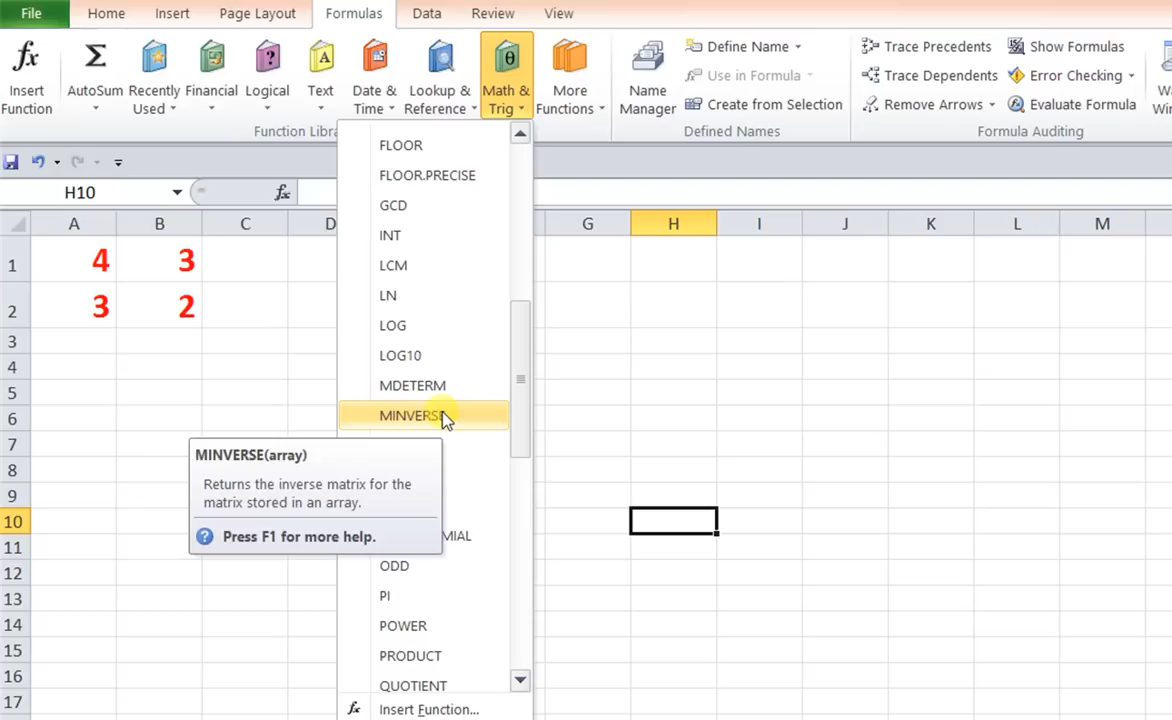 File Home Insert Page Layout Formulas Data Review View
Insert Function
AutoSum
Recently Used
Financial
Logical
Text
Date & Time
Lookup & Reference
Math & Trig
More Functions
Name Manager
Define Name
Use in Formula
Create from Selection
Trace Precedents
Trace Dependents
Remove Arrows
Show Formulas
Error Checking
Evaluate Formula
Defined Names
Formula Auditing
H10
fx
A B C D G H I J K L M
1 4 3
2 3 2
3
4
5
6
7
8
9
10
11
12
13
14
15
16
17
FLOOR
FLOOR.PRECISE
GCD
INT
LCM
LN
LOG
LOG10
MDETERM
MINVERSE
MINVERSE(array)
Returns the inverse matrix for the
matrix stored in an array.
Press F1 for more help.
ODD
PI
POWER
PRODUCT
QUOTIENT
fx Insert Function...